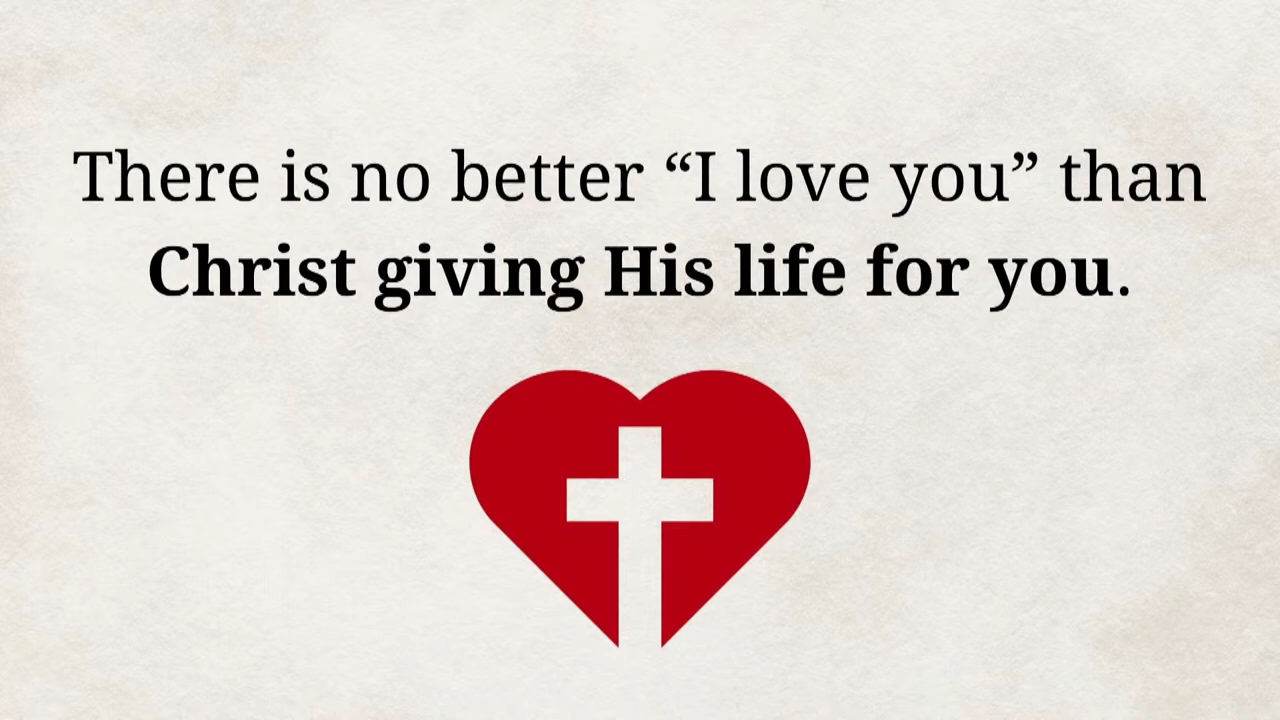 There is no better “I love you” than
Christ giving His life for you.